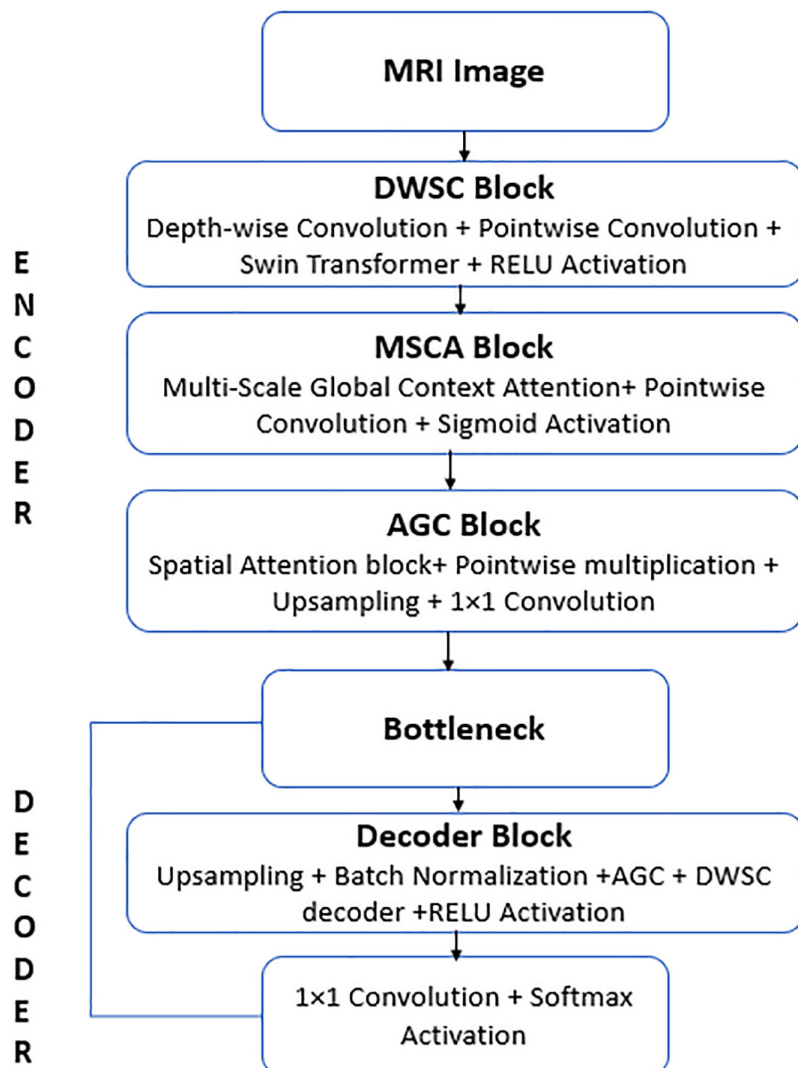 MRI Image
DWSC Block
Depth-wise Convolution + Pointwise Convolution +
Swin Transformer + RELU Activation
MSCA Block
Multi-Scale Global Context Attention+ Pointwise
Convolution + Sigmoid Activation
AGC Block
Spatial Attention block+ Pointwise multiplication +
Upsampling + 1×1 Convolution
ENCODER
Bottleneck
Decoder Block
Upsampling + Batch Normalization +AGC + DWSC
decoder +RELU Activation
1×1 Convolution + Softmax
Activation
DECODER